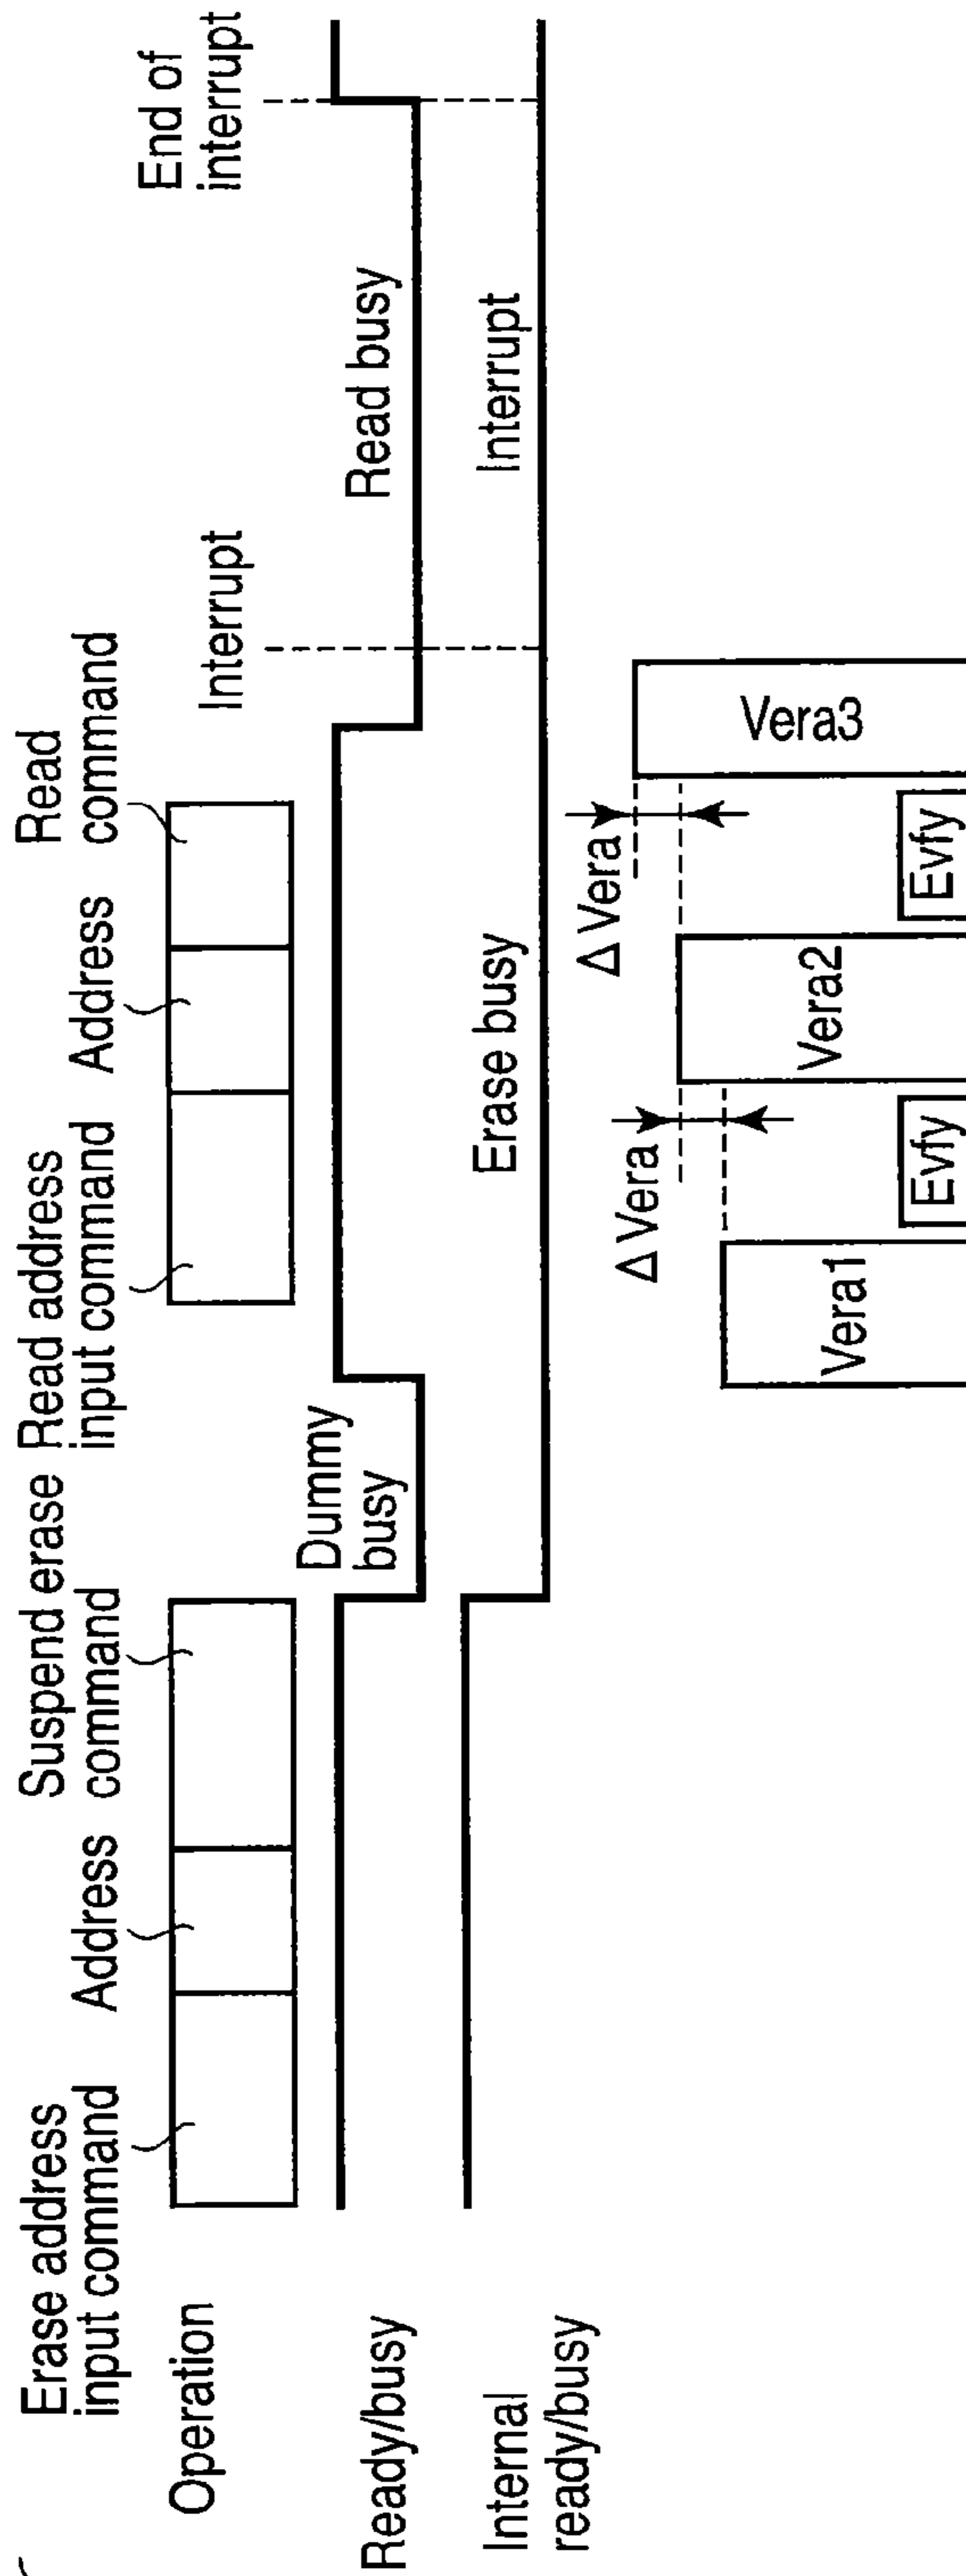 Erase address
input command
Address
Suspend erase
command
Read address
input command
Address
Read
command
Interrupt
End of
interrupt
Operation
Ready/busy
Dummy
busy
Read busy
Internal
ready/busy
Erase busy
Interrupt
Δ Vera
Δ Vera
Vera1
Evfy
Vera2
Evfy
Vera3